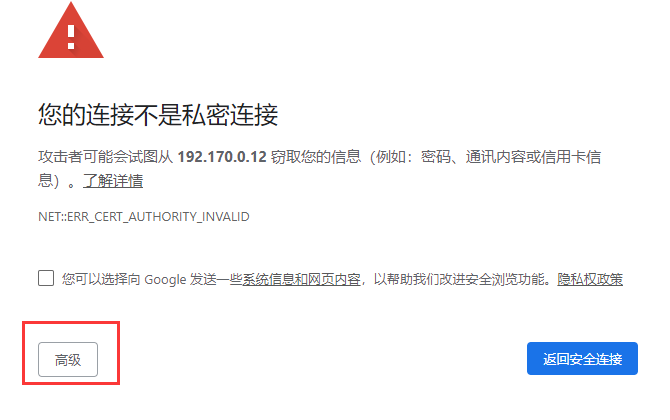 您的连接不是私密连接
攻击者可能会试图从 192.170.0.12 窃取您的信息（例如：密码、通讯内容或信用卡信
息）。了解详情
NET::ERR_CERT_AUTHORITY_INVALID
您可以选择向 Google 发送一些系统信息和网页内容，以帮助我们改进安全浏览功能。隐私权政策
高级
返回安全连接